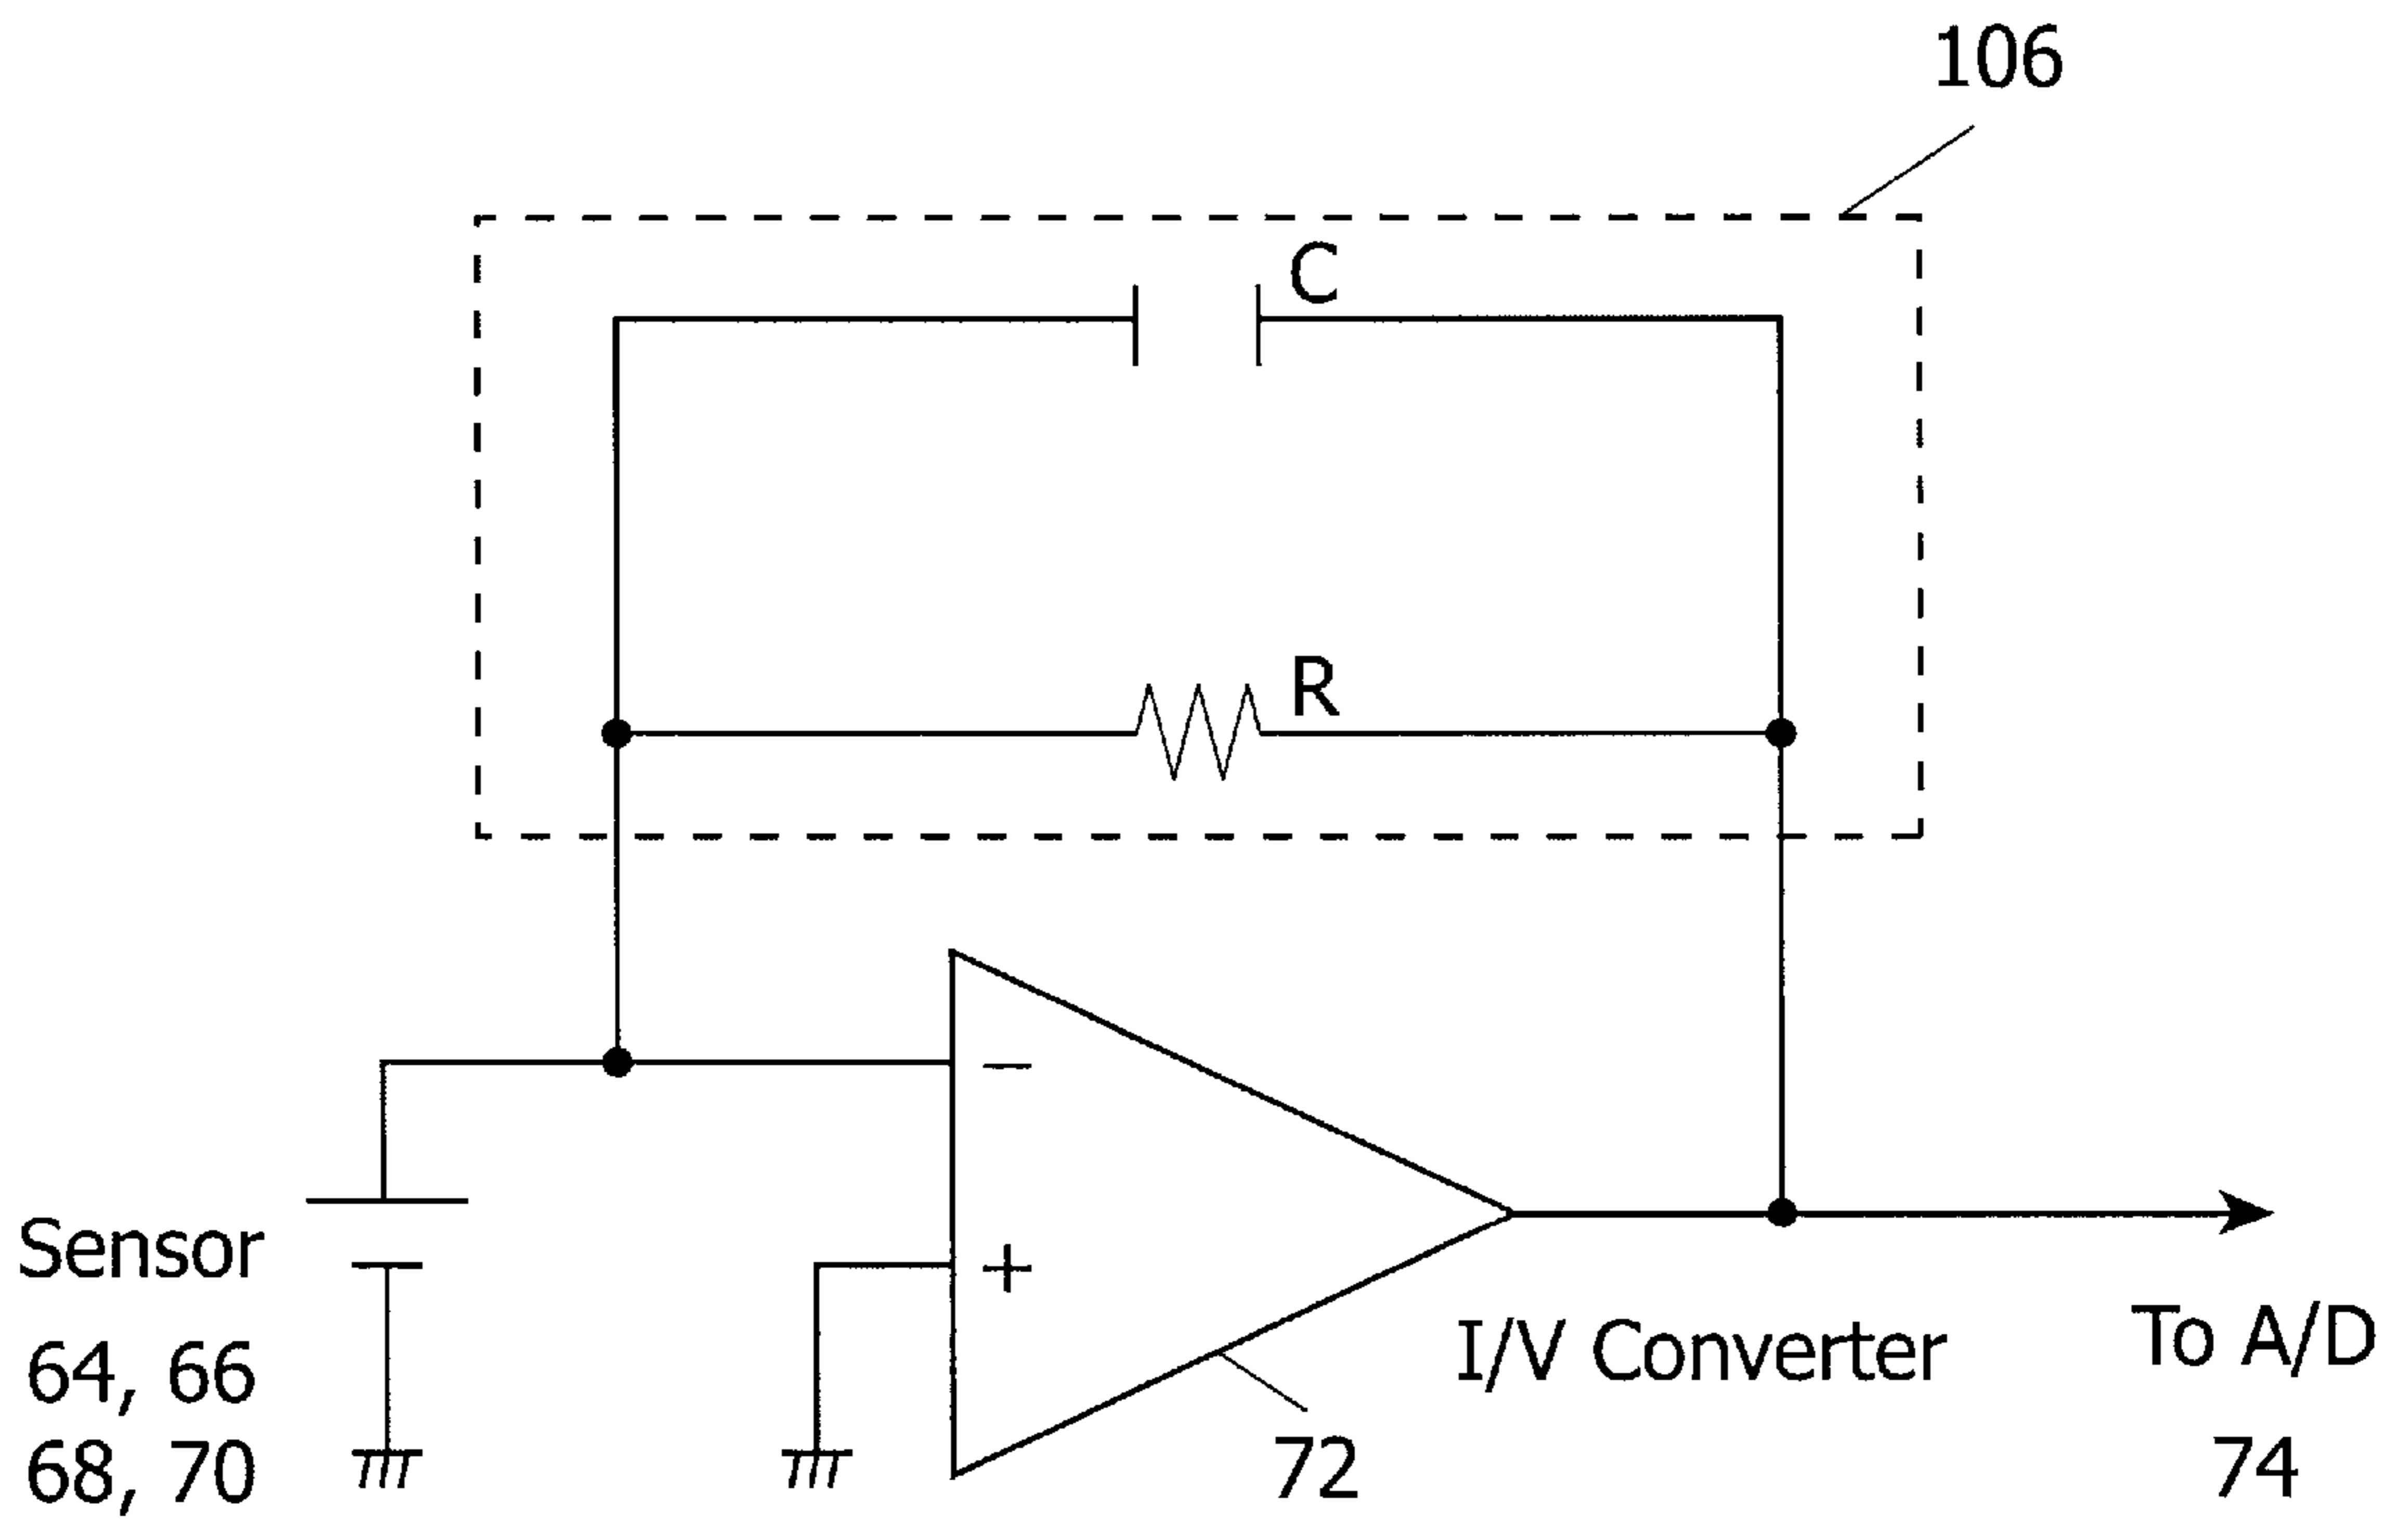 106
C
R
−
+
Sensor
64, 66
68, 70
I/V Converter
72
To A/D
74